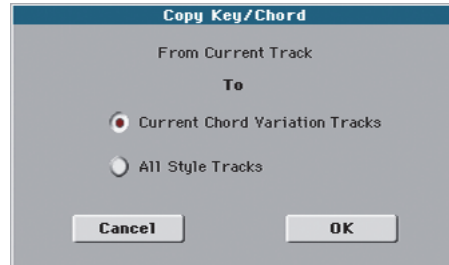 Copy Key/Chord
From Current Track
To
Current Chord Variation Tracks
All Style Tracks
Cancel OK